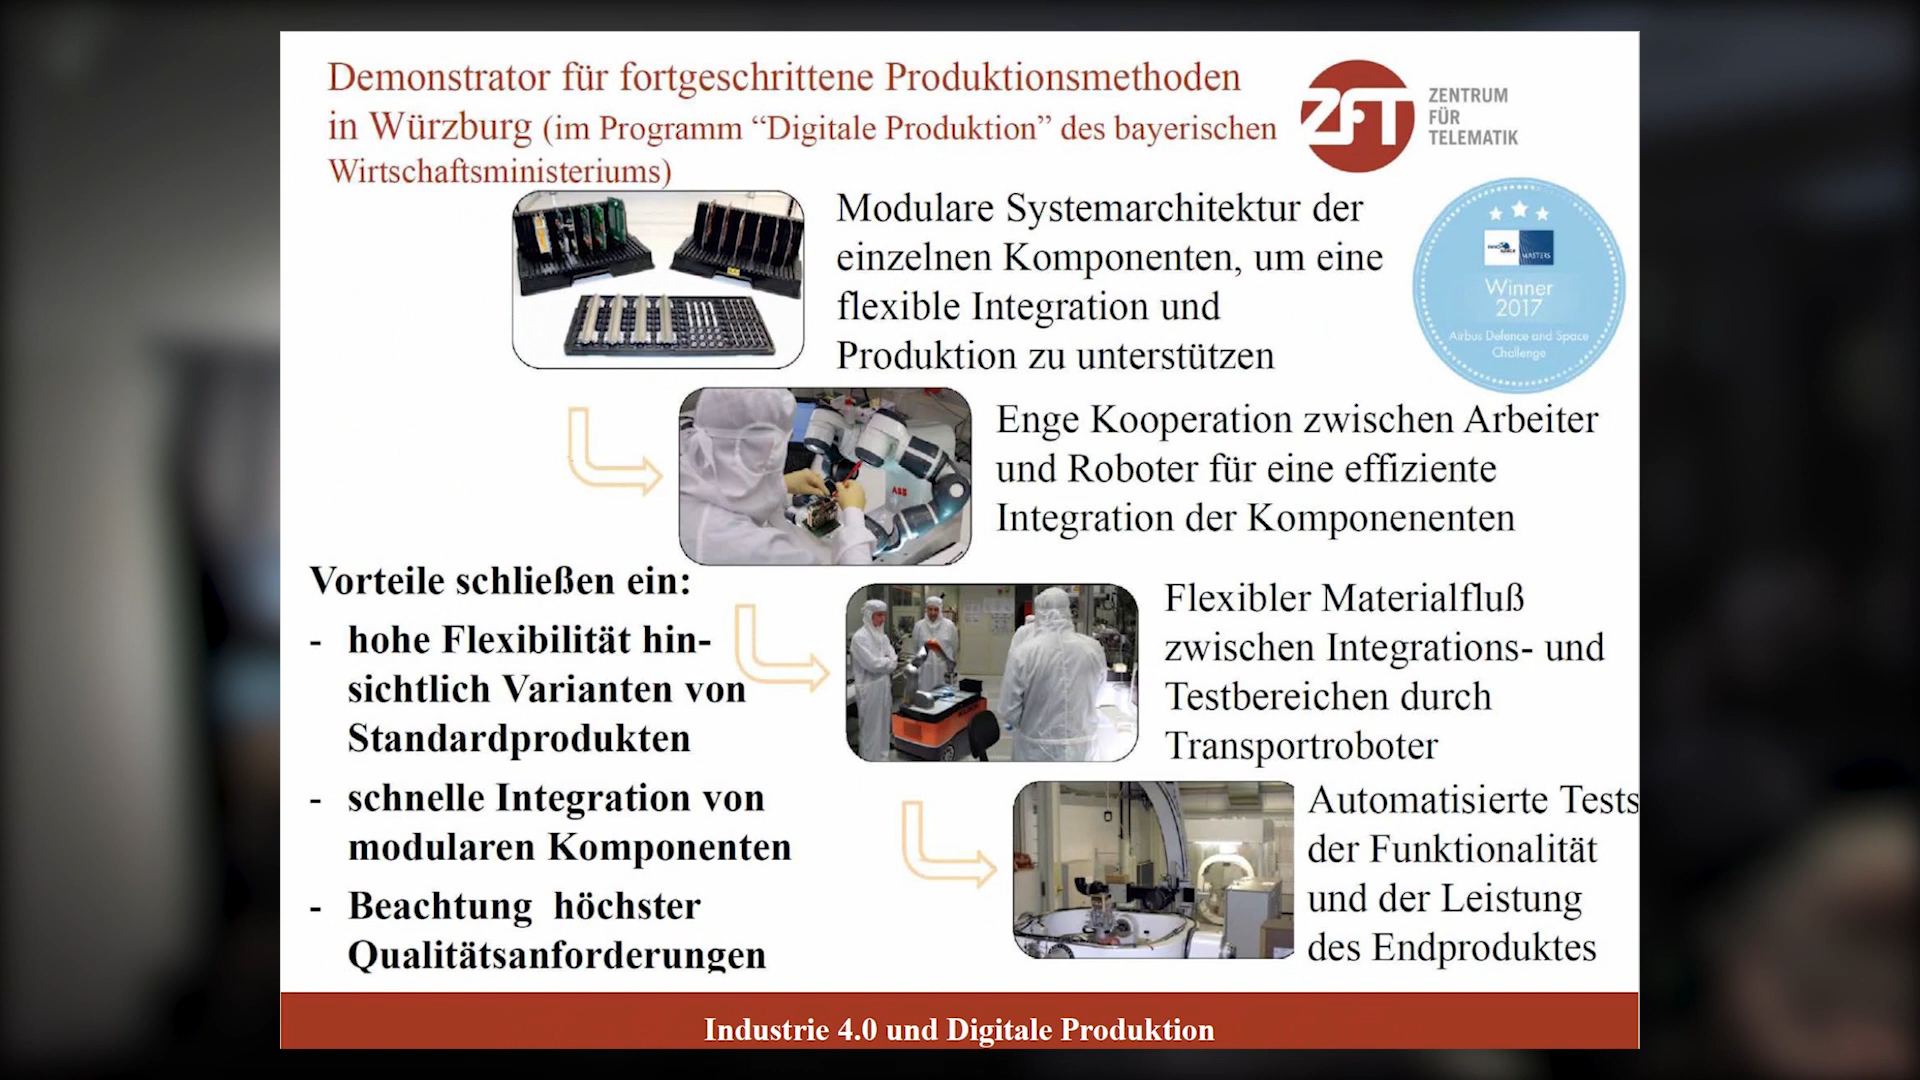 Demonstrator für fortgeschrittene Produktionsmethoden
in Würzburg (im Programm “Digitale Produktion” des bayerischen
Wirtschaftsministeriums)
ZFT
ZENTRUM
FÜR
TELEMATIK
Modulare Systemarchitektur der
einzelnen Komponenten, um eine
flexible Integration und
Produktion zu unterstützen
MASTERS
Winner
2017
Airbus Defence and Space
Challenge
Enge Kooperation zwischen Arbeiter
und Roboter für eine effiziente
Integration der Komponenenten
ABB
Vorteile schließen ein:
- hohe Flexibilität hin-
sichtlich Varianten von
Standardprodukten
- schnelle Integration von
modularen Komponenten
- Beachtung höchster
Qualitätsanforderungen
Flexibler Materialfluß
zwischen Integrations- und
Testbereichen durch
Transportroboter
Automatisierte Tests
der Funktionalität
und der Leistung
des Endproduktes
Industrie 4.0 und Digitale Produktion